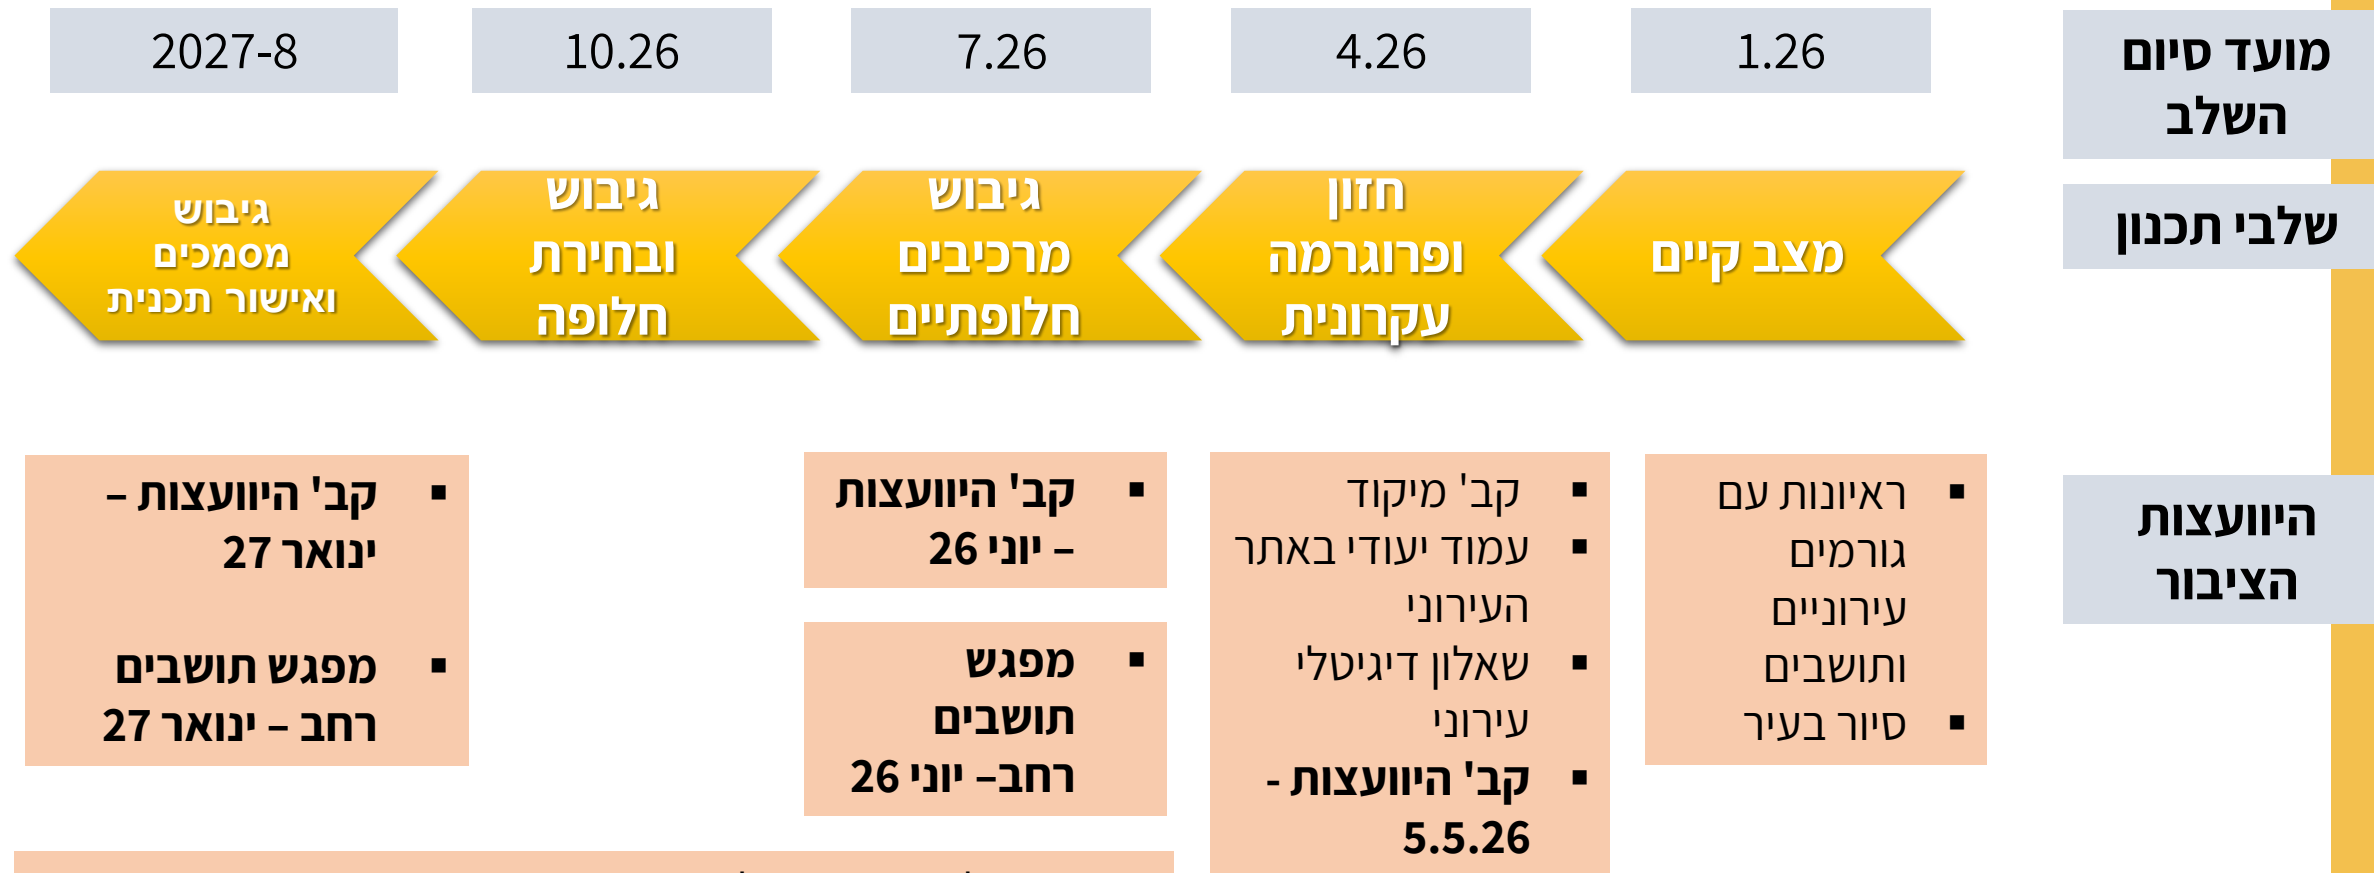 מועד סיום
השלב
1.26
4.26
7.26
10.26
2027-8
שלבי תכנון
מצב קיים
חזון
ופרוגרמה
עקרונית
גיבוש
מרכיבים
חלופתיים
גיבוש
ובחירת
חלופה
גיבוש
מסמכים
ואישור תכנית
היוועצות
הציבור
▪ ראיונות עם
גורמים
עירוניים
ותושבים
▪ סיור בעיר
▪ קב' מיקוד
▪ עמוד יעודי באתר
העירוני
▪ שאלון דיגיטלי
עירוני
▪ קב' היוועצות -
5.5.26
▪ קב' היוועצות
– יוני 26
▪ מפגש
תושבים
רחב– יוני 26
▪ קב' היוועצות –
ינואר 27
▪ מפגש תושבים
רחב – ינואר 27